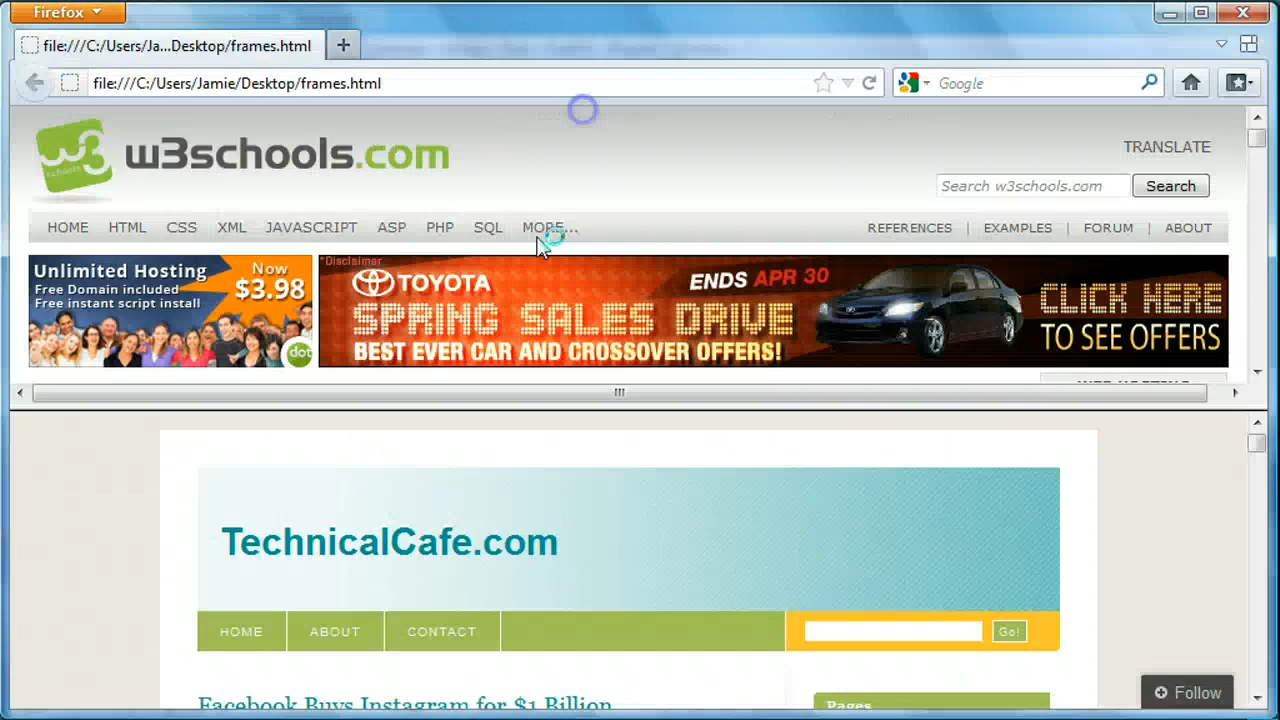 Firefox
file:///C:/Users/Ja...Desktop/frames.html
file:///C:/Users/Jamie/Desktop/frames.html
Google
w3
schools
w3schools.com
TRANSLATE
Search w3schools.com
Search
HOME HTML CSS XML JAVASCRIPT ASP PHP SQL MORE...
REFERENCES | EXAMPLES | FORUM | ABOUT
Unlimited Hosting
Free Domain included
Free instant script install
Now
$3.98
dot
*Disclaimer
TOYOTA
ENDS APR 30
SPRING SALES DRIVE
BEST EVER CAR AND CROSSOVER OFFERS!
CLICK HERE
TO SEE OFFERS
WEB HOSTING
TechnicalCafe.com
HOME ABOUT CONTACT
Go!
Facebook Buys Instagram for $1 Billion
Pages
Follow